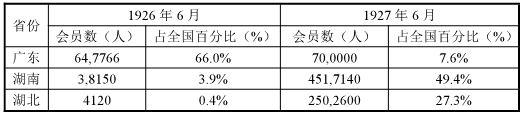 省份 1926 年 6 月 1927 年 6 月
会员数（人） 占全国百分比（%） 会员数（人） 占全国百分比（%）
广东 64,7766 66.0% 70,0000 7.6%
湖南 3,8150 3.9% 451,7140 49.4%
湖北 4120 0.4% 250,2600 27.3%